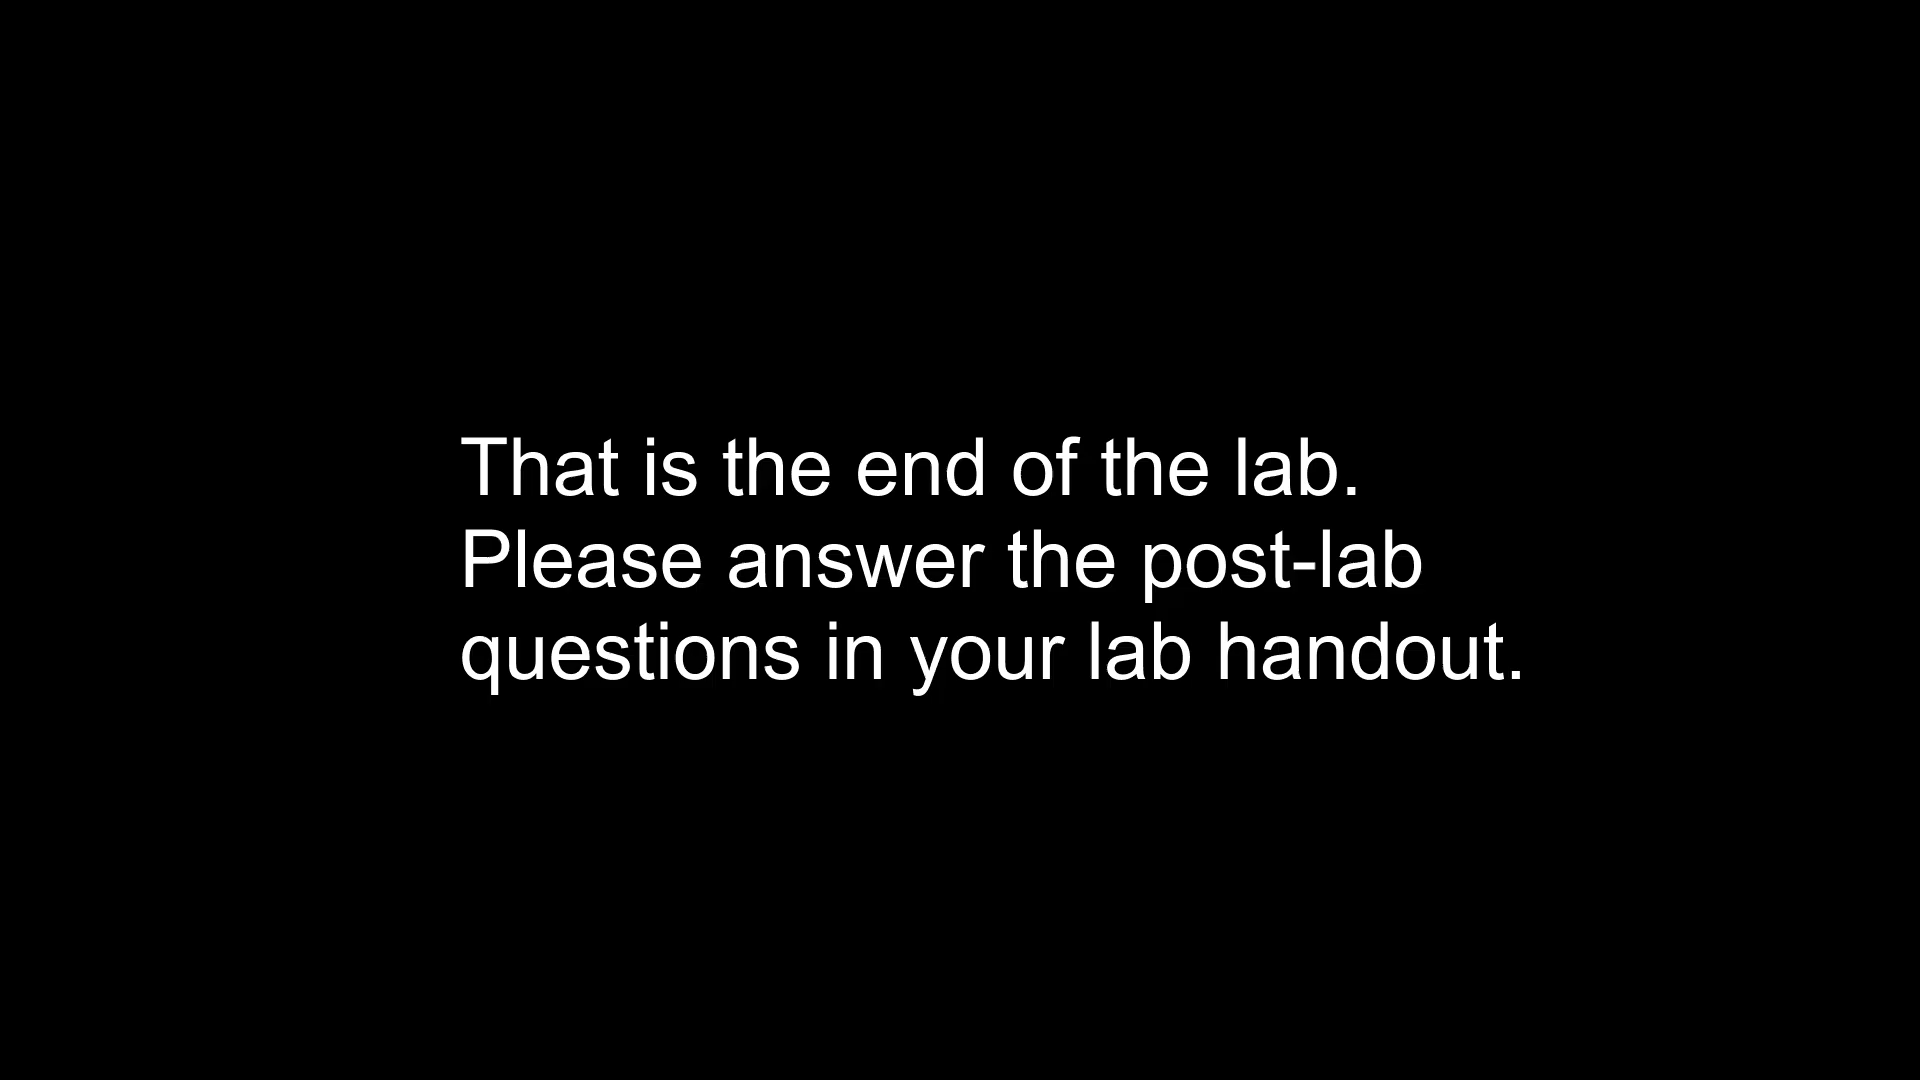 That is the end of the lab.
Please answer the post-lab
questions in your lab handout.